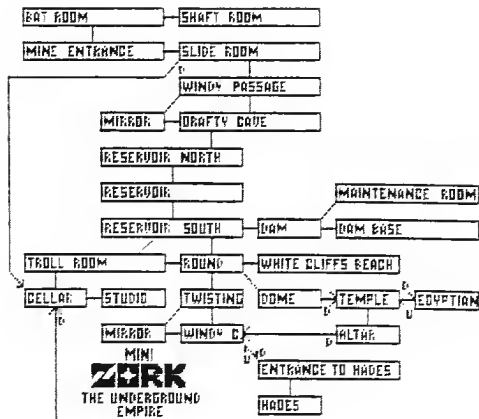 BAT ROOM SHAFT ROOM
MINE ENTRANCE SLIDE ROOM
D
WINDY PASSAGE
MIRROR DRAFTY CAVE
RESERVOIR NORTH
RESERVOIR MAINTENANCE ROOM
RESERVOIR SOUTH DAM DAM BASE
TROLL ROOM ROUND WHITE CLIFFS BEACH
D
CELLAR STUDIO TWISTING DOME TEMPLE EGYPTIAN
D D U
MIRROR WINDY C ALTAR
D
MINI U D
ZORK ENTRANCE TO HADES
THE UNDERGROUND
EMPIRE HADES